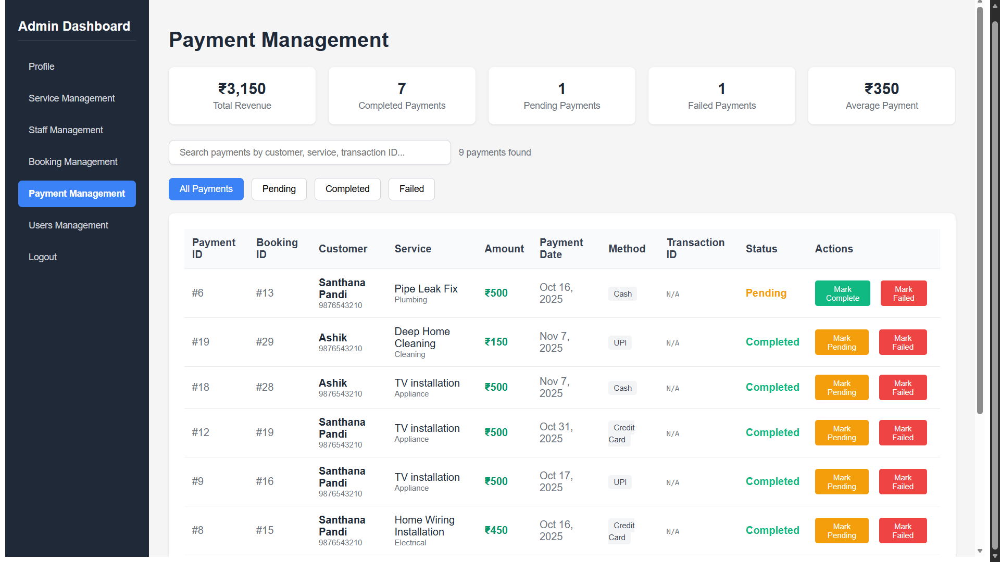 Admin Dashboard
Profile
Service Management
Staff Management
Booking Management
Payment Management
Users Management
Logout
Payment Management
₹3,150
Total Revenue
7
Completed Payments
1
Pending Payments
1
Failed Payments
₹350
Average Payment
Search payments by customer, service, transaction ID...
9 payments found
All Payments
Pending
Completed
Failed
Payment
ID
Booking
ID
Customer
Service
Amount
Payment
Date
Method
Transaction
ID
Status
Actions
#6
#13
Santhana
Pandi
9876543210
Pipe Leak Fix
Plumbing
₹500
Oct 16,
2025
Cash
N/A
Pending
Mark
Complete
Mark
Failed
#19
#29
Ashik
9876543210
Deep Home
Cleaning
Cleaning
₹150
Nov 7,
2025
UPI
N/A
Completed
Mark
Pending
Mark
Failed
#18
#28
Ashik
9876543210
TV installation
Appliance
₹500
Nov 7,
2025
Cash
N/A
Completed
Mark
Pending
Mark
Failed
#12
#19
Santhana
Pandi
9876543210
TV installation
Appliance
₹500
Oct 31,
2025
Credit
Card
N/A
Completed
Mark
Pending
Mark
Failed
#9
#16
Santhana
Pandi
9876543210
TV installation
Appliance
₹500
Oct 17,
2025
UPI
N/A
Completed
Mark
Pending
Mark
Failed
#8
#15
Santhana
Pandi
9876543210
Home Wiring
Installation
Electrical
₹450
Oct 16,
2025
Credit
Card
N/A
Completed
Mark
Pending
Mark
Failed